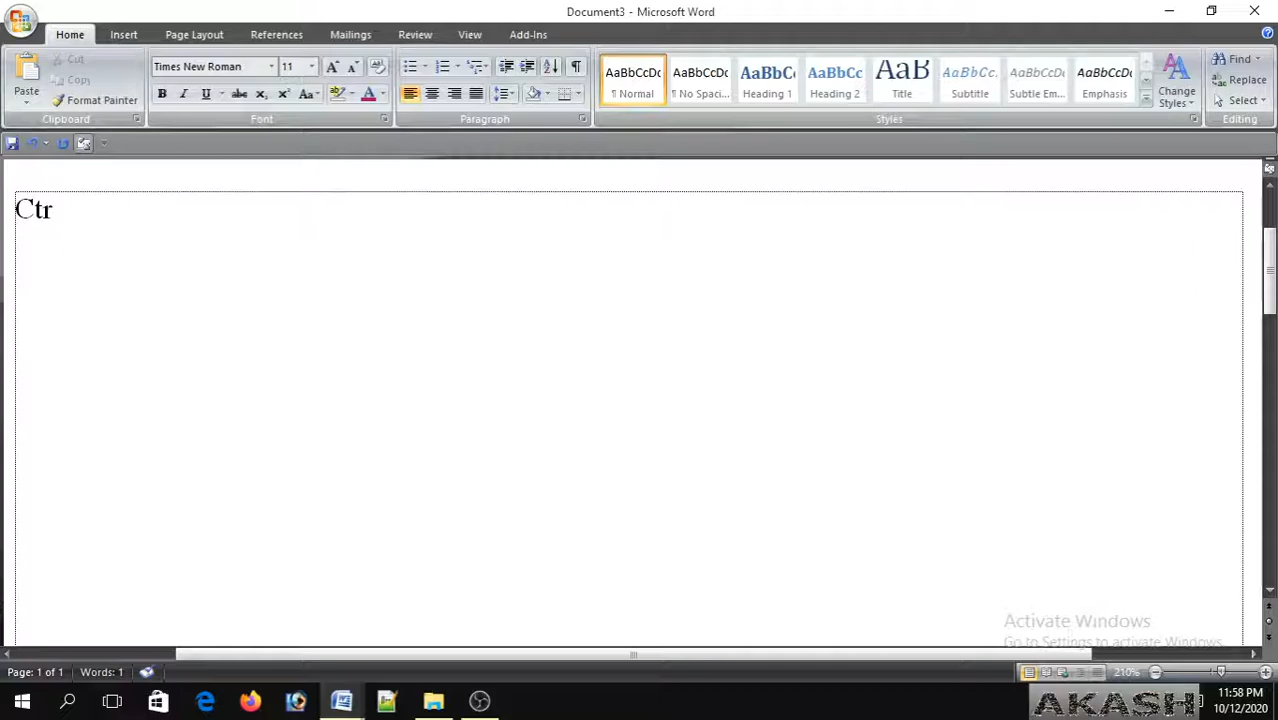 Document3 - Microsoft Word
Home Insert Page Layout References Mailings Review View Add-Ins
Paste
Cut
Copy
Format Painter
Clipboard
Times New Roman 11
Font
Paragraph
AaBbCcDc AaBbCcDc AaBbC AaBbCc AaB AaBbCc. AaBbCcDc AaBbCcDc
¶ Normal ¶ No Spaci... Heading 1 Heading 2 Title Subtitle Subtle Em... Emphasis
Change Styles
Styles
Find
Replace
Select
Editing
Ctr
Activate Windows
Go to Settings to activate Windows.
Page: 1 of 1 Words: 1
210%
AKASH
11:58 PM
10/12/2020